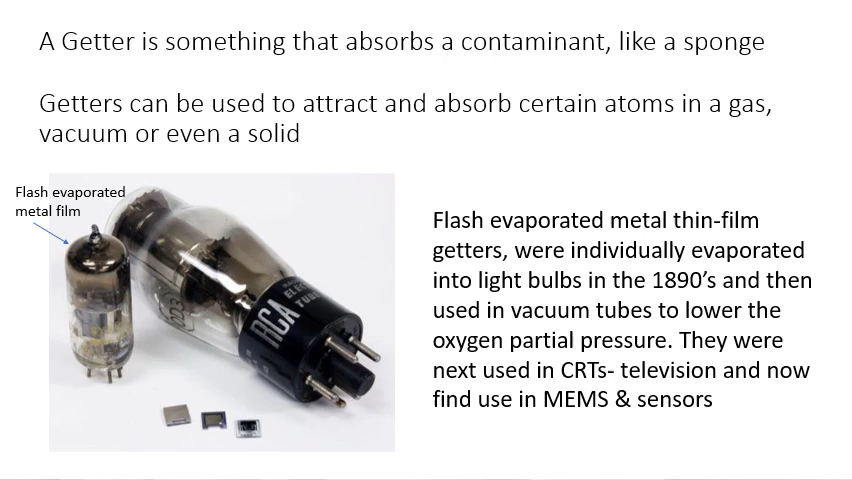 A Getter is something that absorbs a contaminant, like a sponge
Getters can be used to attract and absorb certain atoms in a gas,
vacuum or even a solid
Flash evaporated
metal film
Flash evaporated metal thin-film
getters, were individually evaporated
into light bulbs in the 1890’s and then
used in vacuum tubes to lower the
oxygen partial pressure. They were
next used in CRTs- television and now
find use in MEMS & sensors
RCA